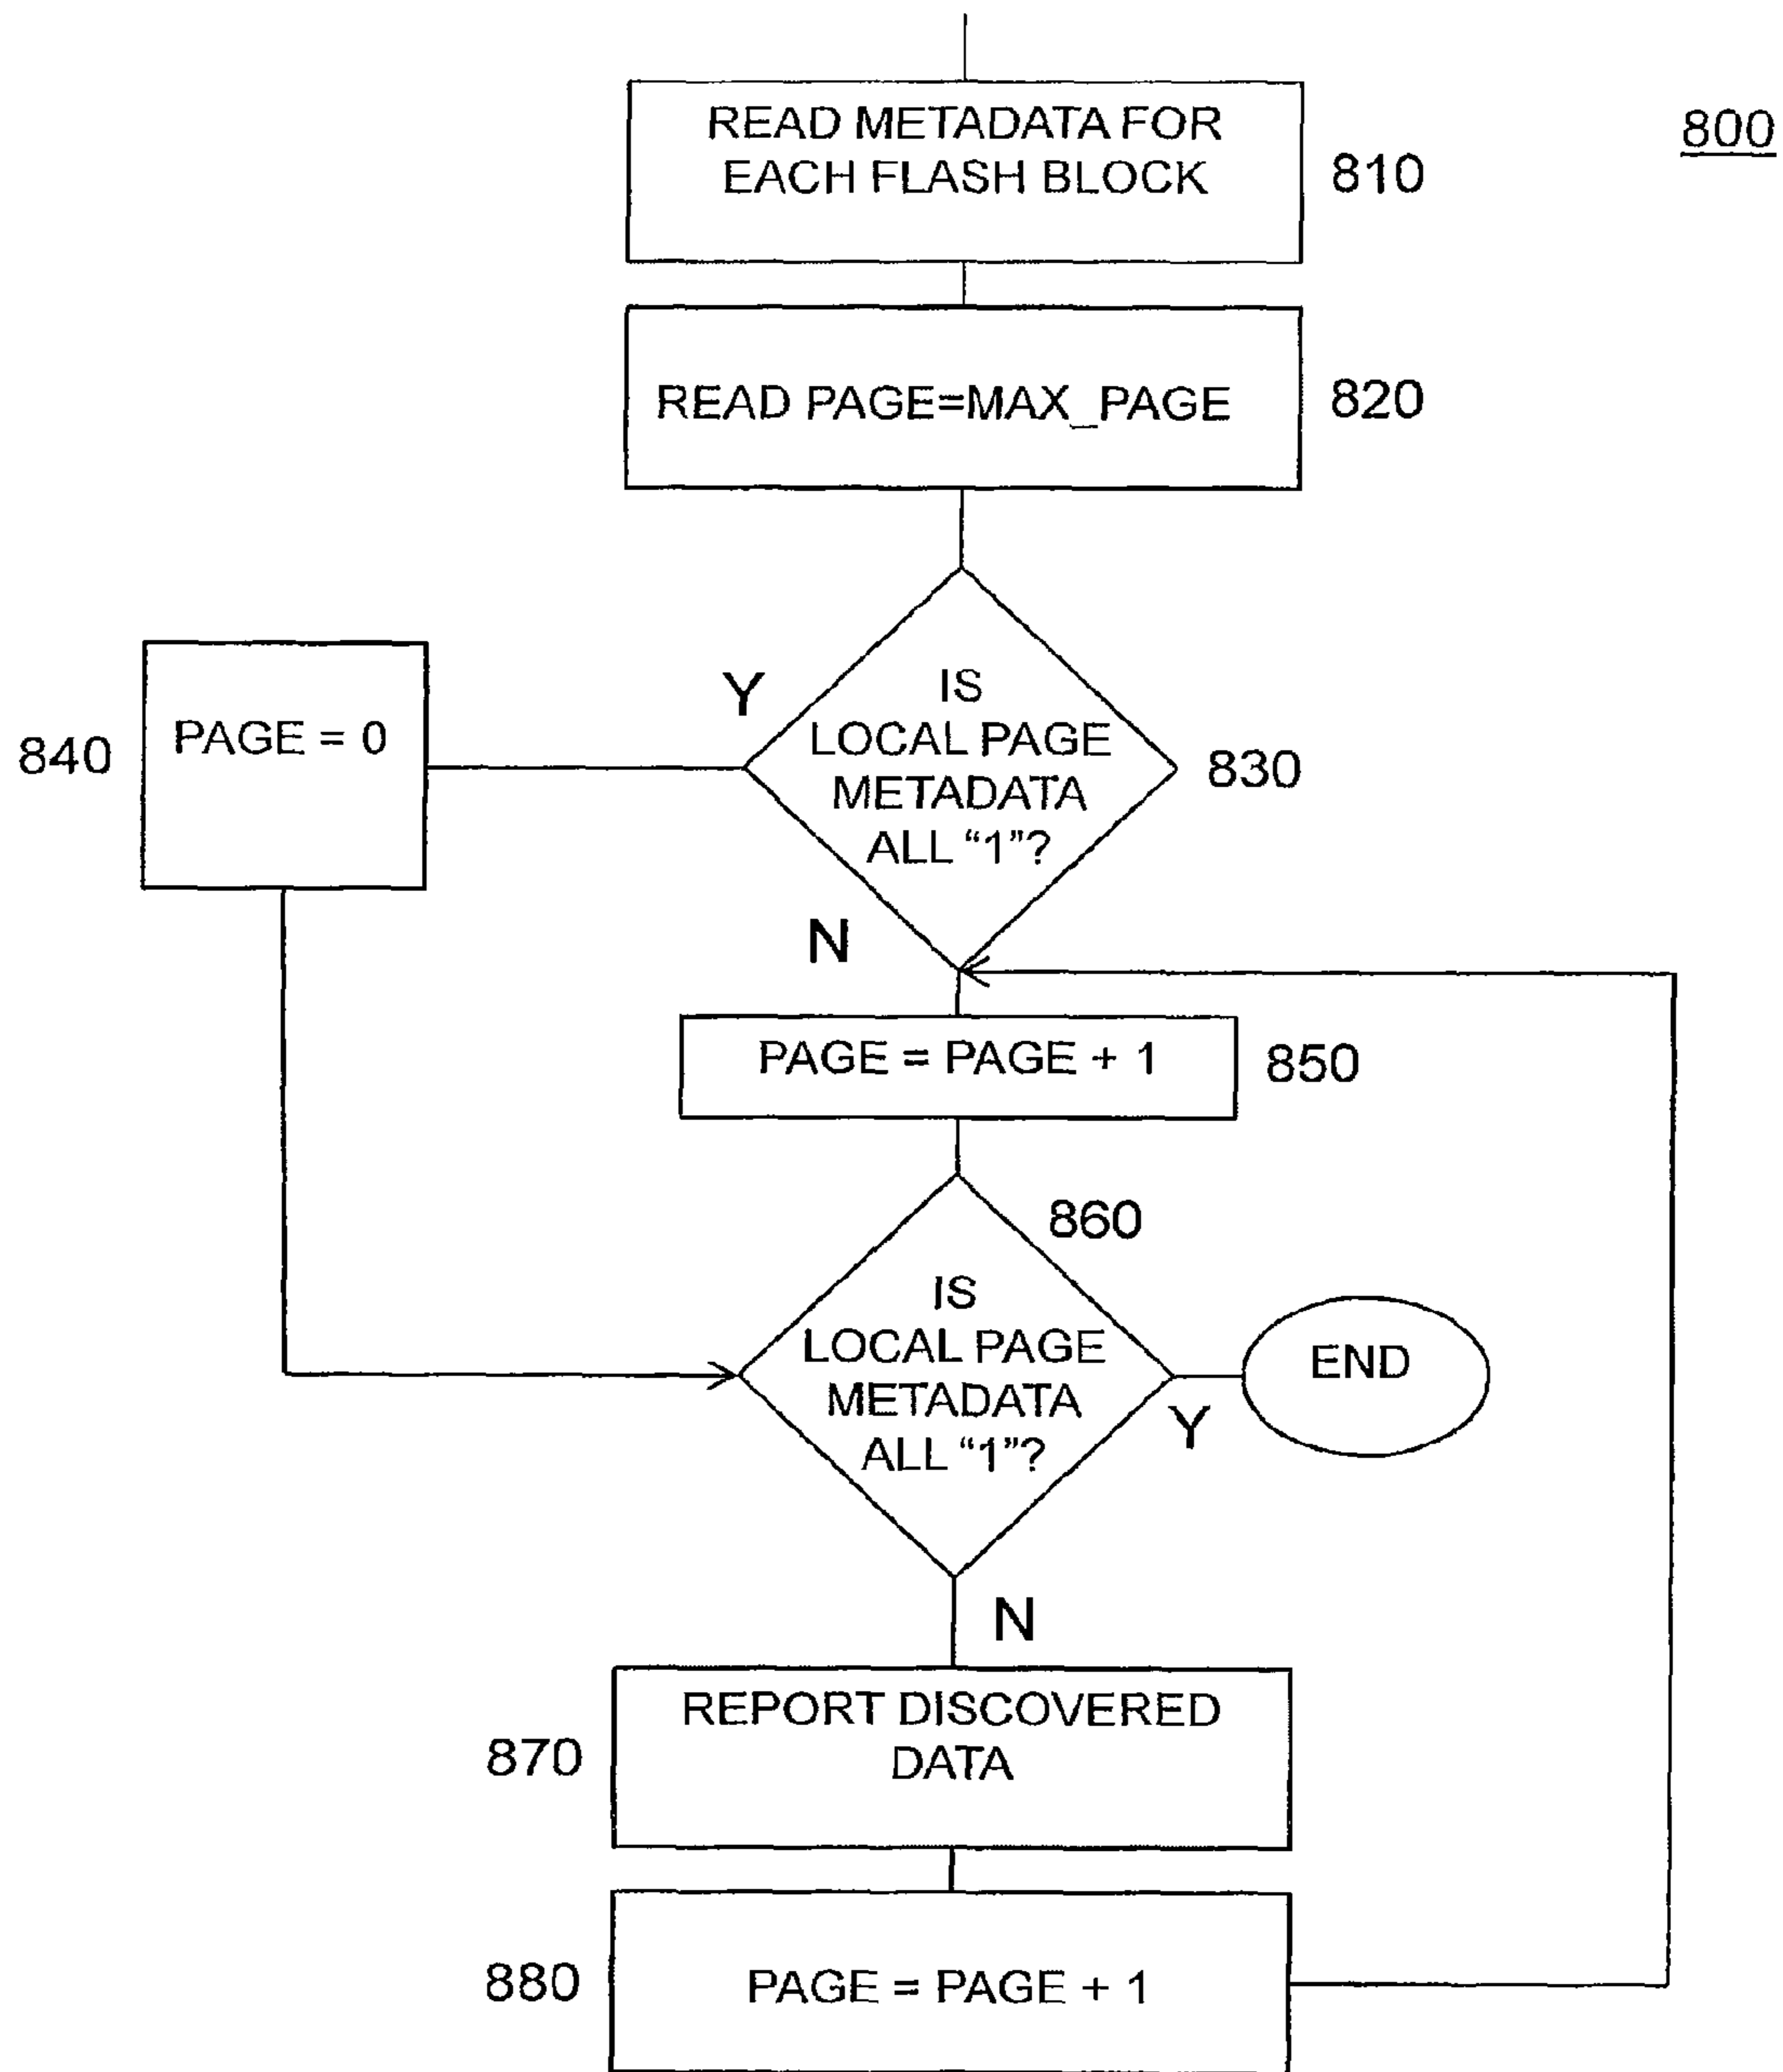 800
READ METADATA FOR
EACH FLASH BLOCK
810
READ PAGE=MAX_PAGE
820
Y
IS
LOCAL PAGE
METADATA
ALL “1”?
830
PAGE = 0
840
N
PAGE = PAGE + 1
850
860
IS
LOCAL PAGE
METADATA
ALL “1”?
END
Y
N
REPORT DISCOVERED
DATA
870
PAGE = PAGE + 1
880